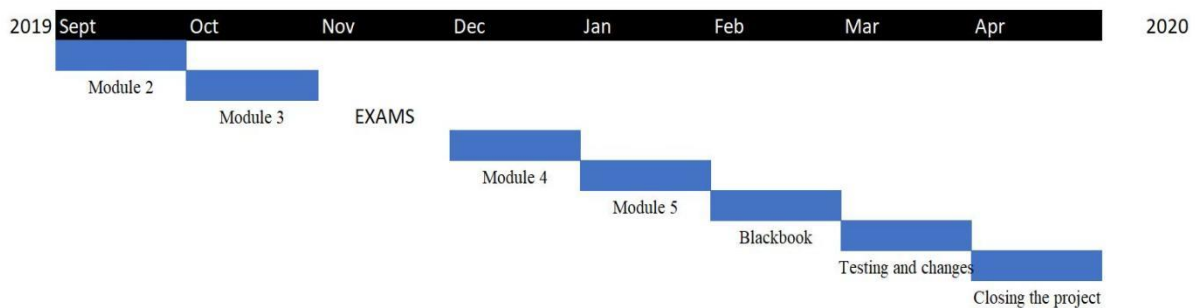 2019 Sept Oct Nov Dec Jan Feb Mar Apr 2020
Module 2
Module 3 EXAMS
Module 4
Module 5
Blackbook
Testing and changes
Closing the project